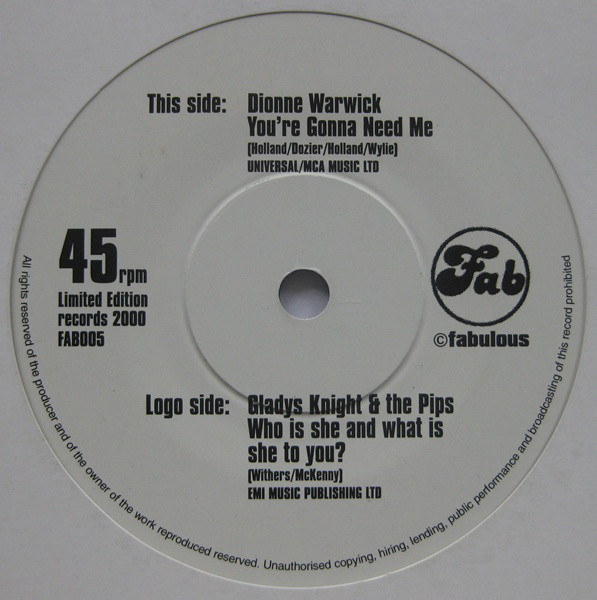 This side: Dionne Warwick
You're Gonna Need Me
(Holland/Dozier/Holland/Wylie)
UNIVERSAL/MCA MUSIC LTD
45rpm
Limited Edition
records 2000
FAB005
Fab
©fabulous
Logo side: Gladys Knight & the Pips
Who is she and what is
she to you?
(Withers/McKenny)
EMI MUSIC PUBLISHING LTD
All rights reserved of the producer and of the owner of the work reproduced reserved. Unauthorised copying, hiring, lending, public performance and broadcasting of this record prohibited